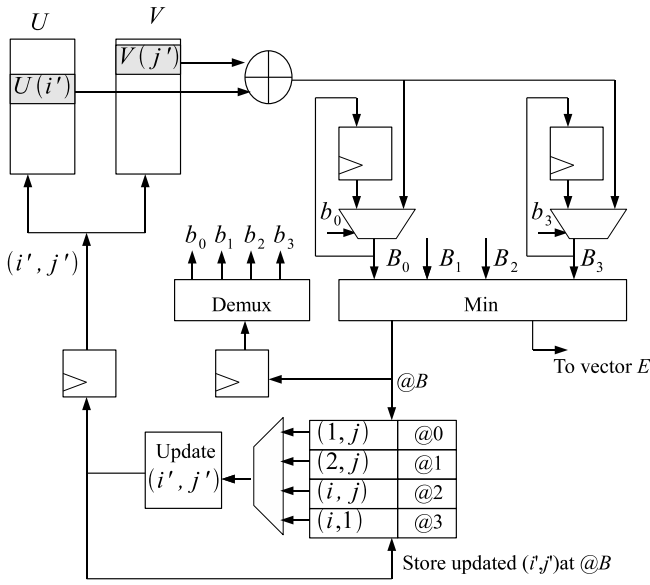 U V
V(j')
U(i')
b0 b3
b0 b1 b2 b3
(i', j')
B0 B1 B2 B3
Demux Min
To vector E
@B
(1, j) @0
Update (2, j) @1
(i', j') (i, j) @2
(i,1) @3
Store updated (i',j')at @B